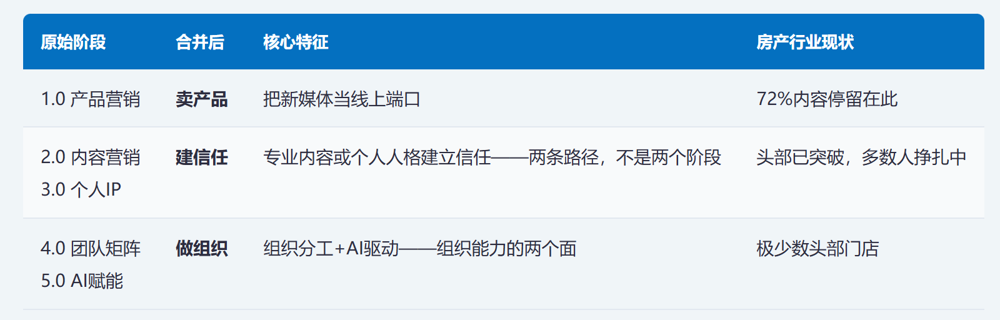 原始阶段 合并后 核心特征 房产行业现状
1.0 产品营销 卖产品 把新媒体当线上端口 72%内容停留在此
2.0 内容营销 建信任 专业内容或个人人格建立信任——两条路径，不是两个阶段 头部已突破，多数人挣扎中
3.0 个人IP
4.0 团队矩阵 做组织 组织分工+AI驱动——组织能力的两个面 极少数头部门店
5.0 AI赋能